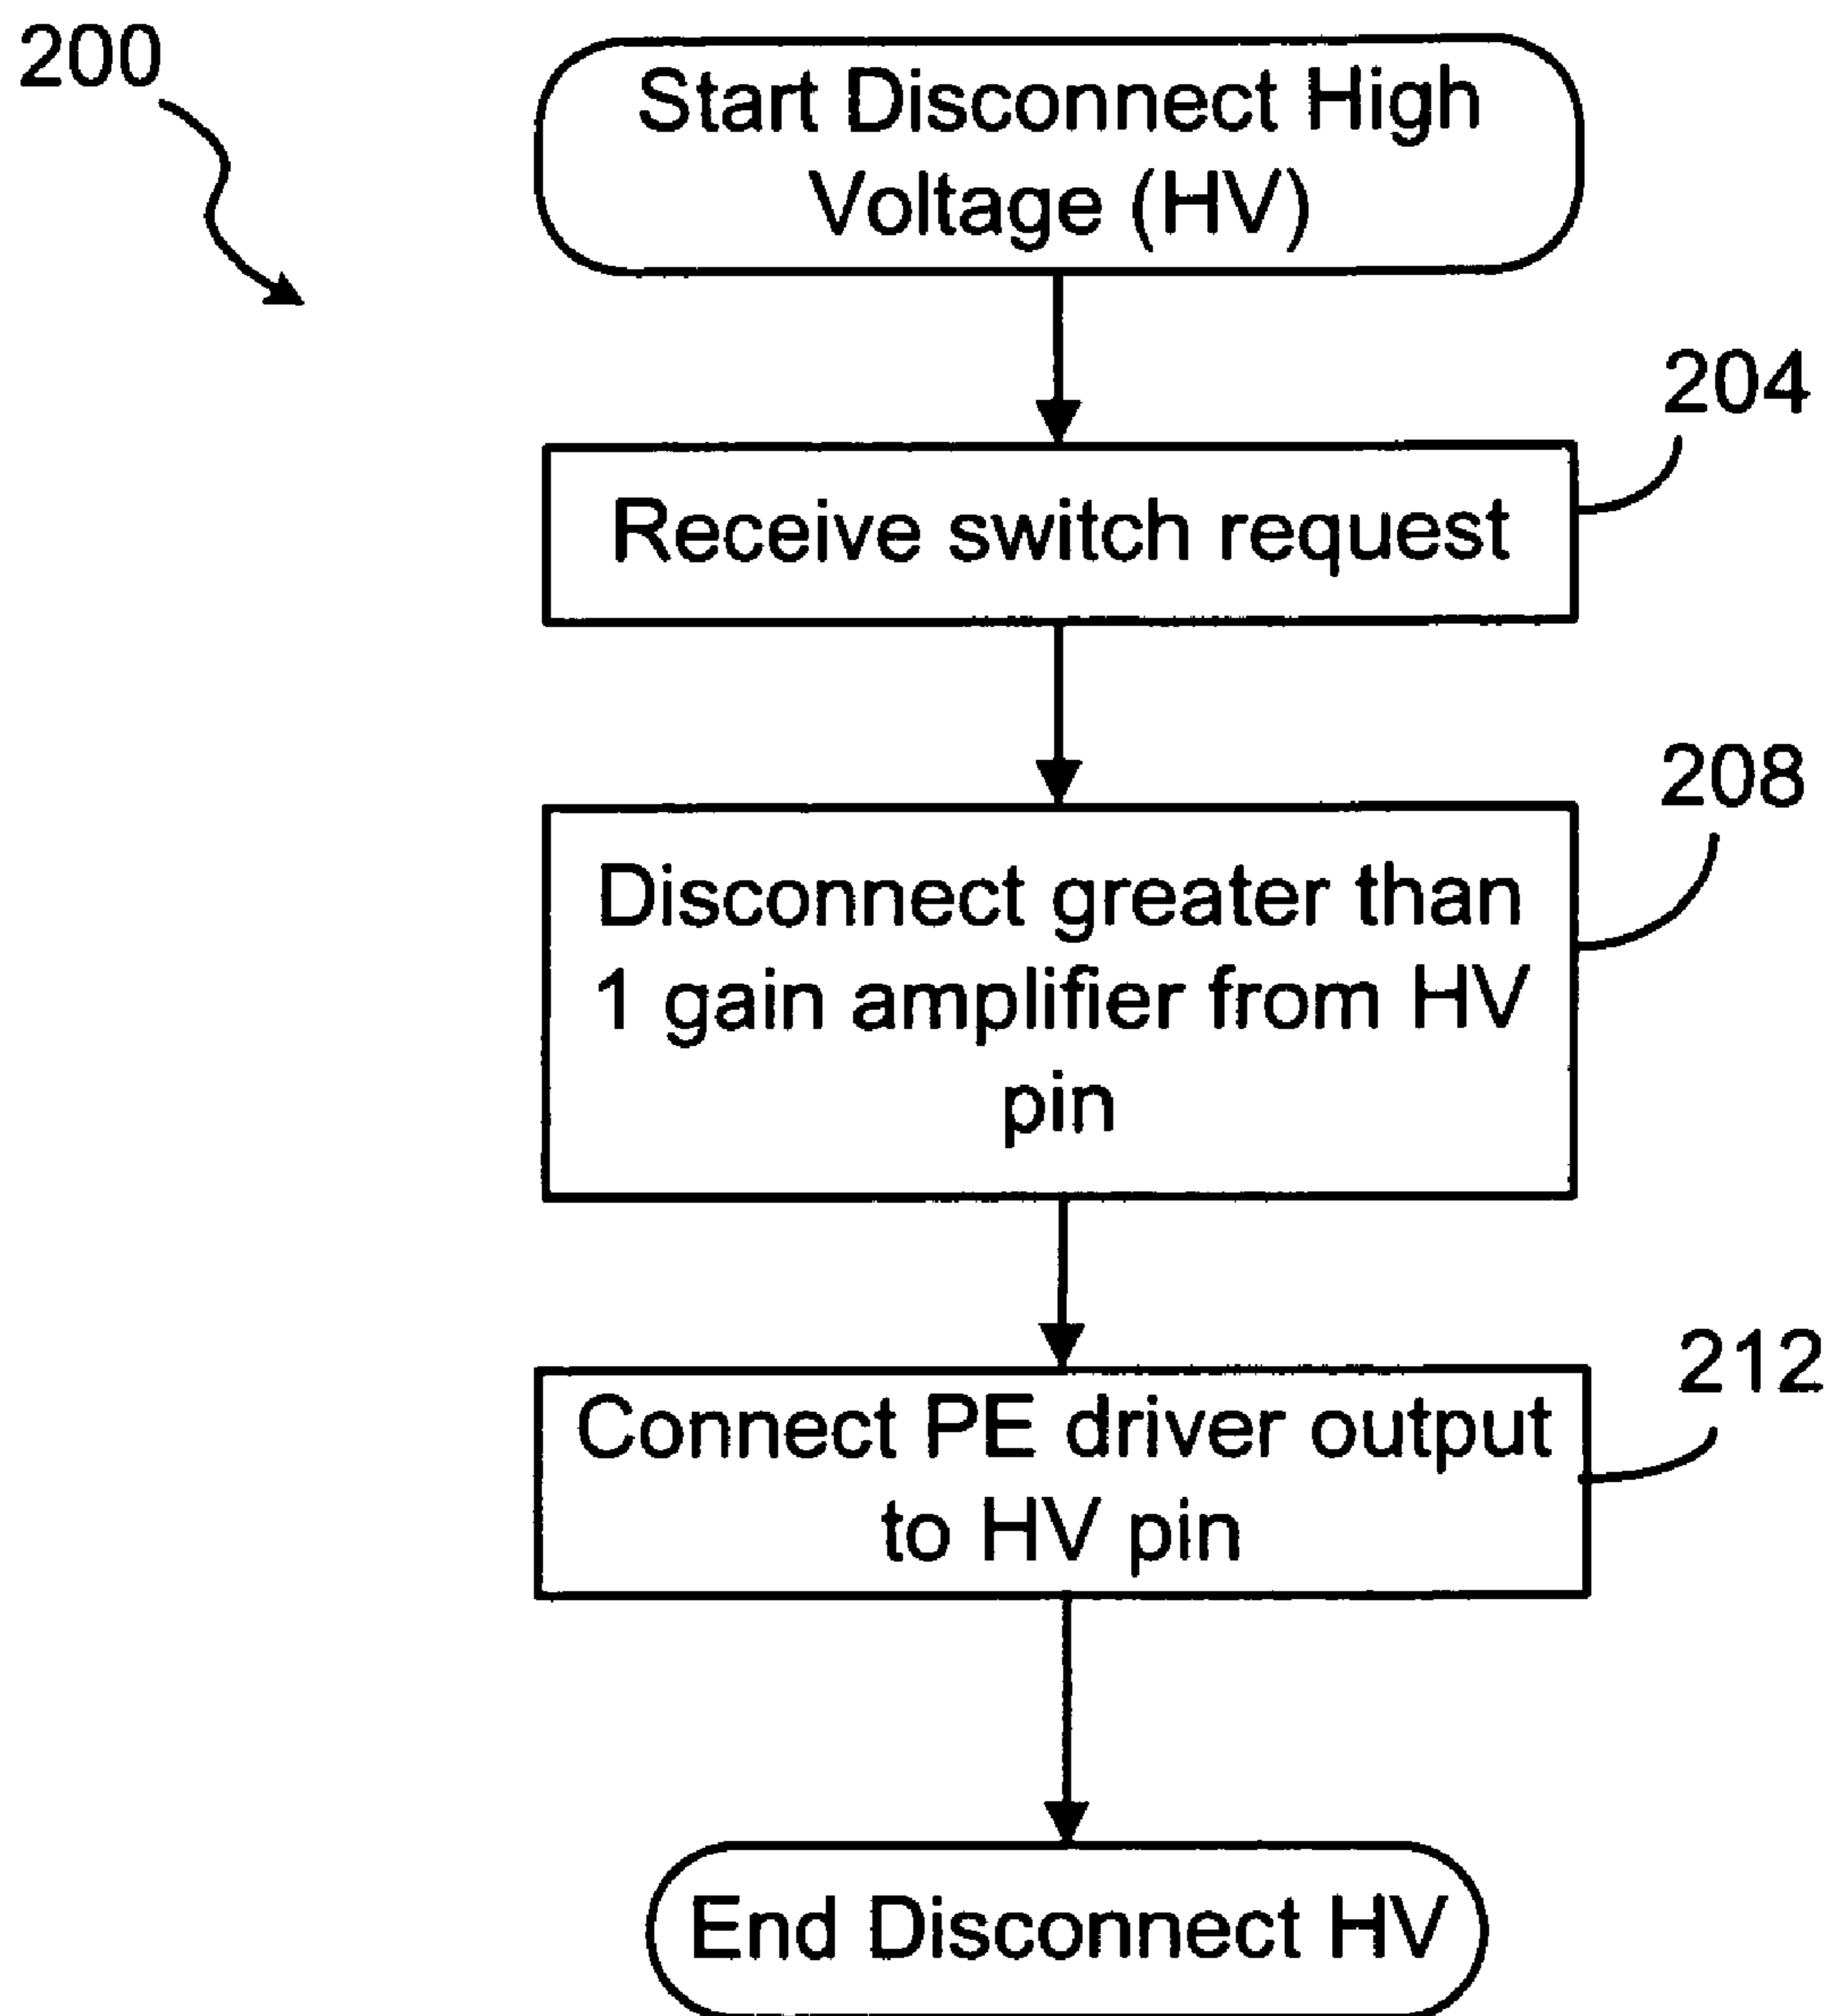 200
Start Disconnect High
Voltage (HV)
204
Receive switch request
208
Disconnect greater than
1 gain amplifier from HV
pin
212
Connect PE driver output
to HV pin
End Disconnect HV